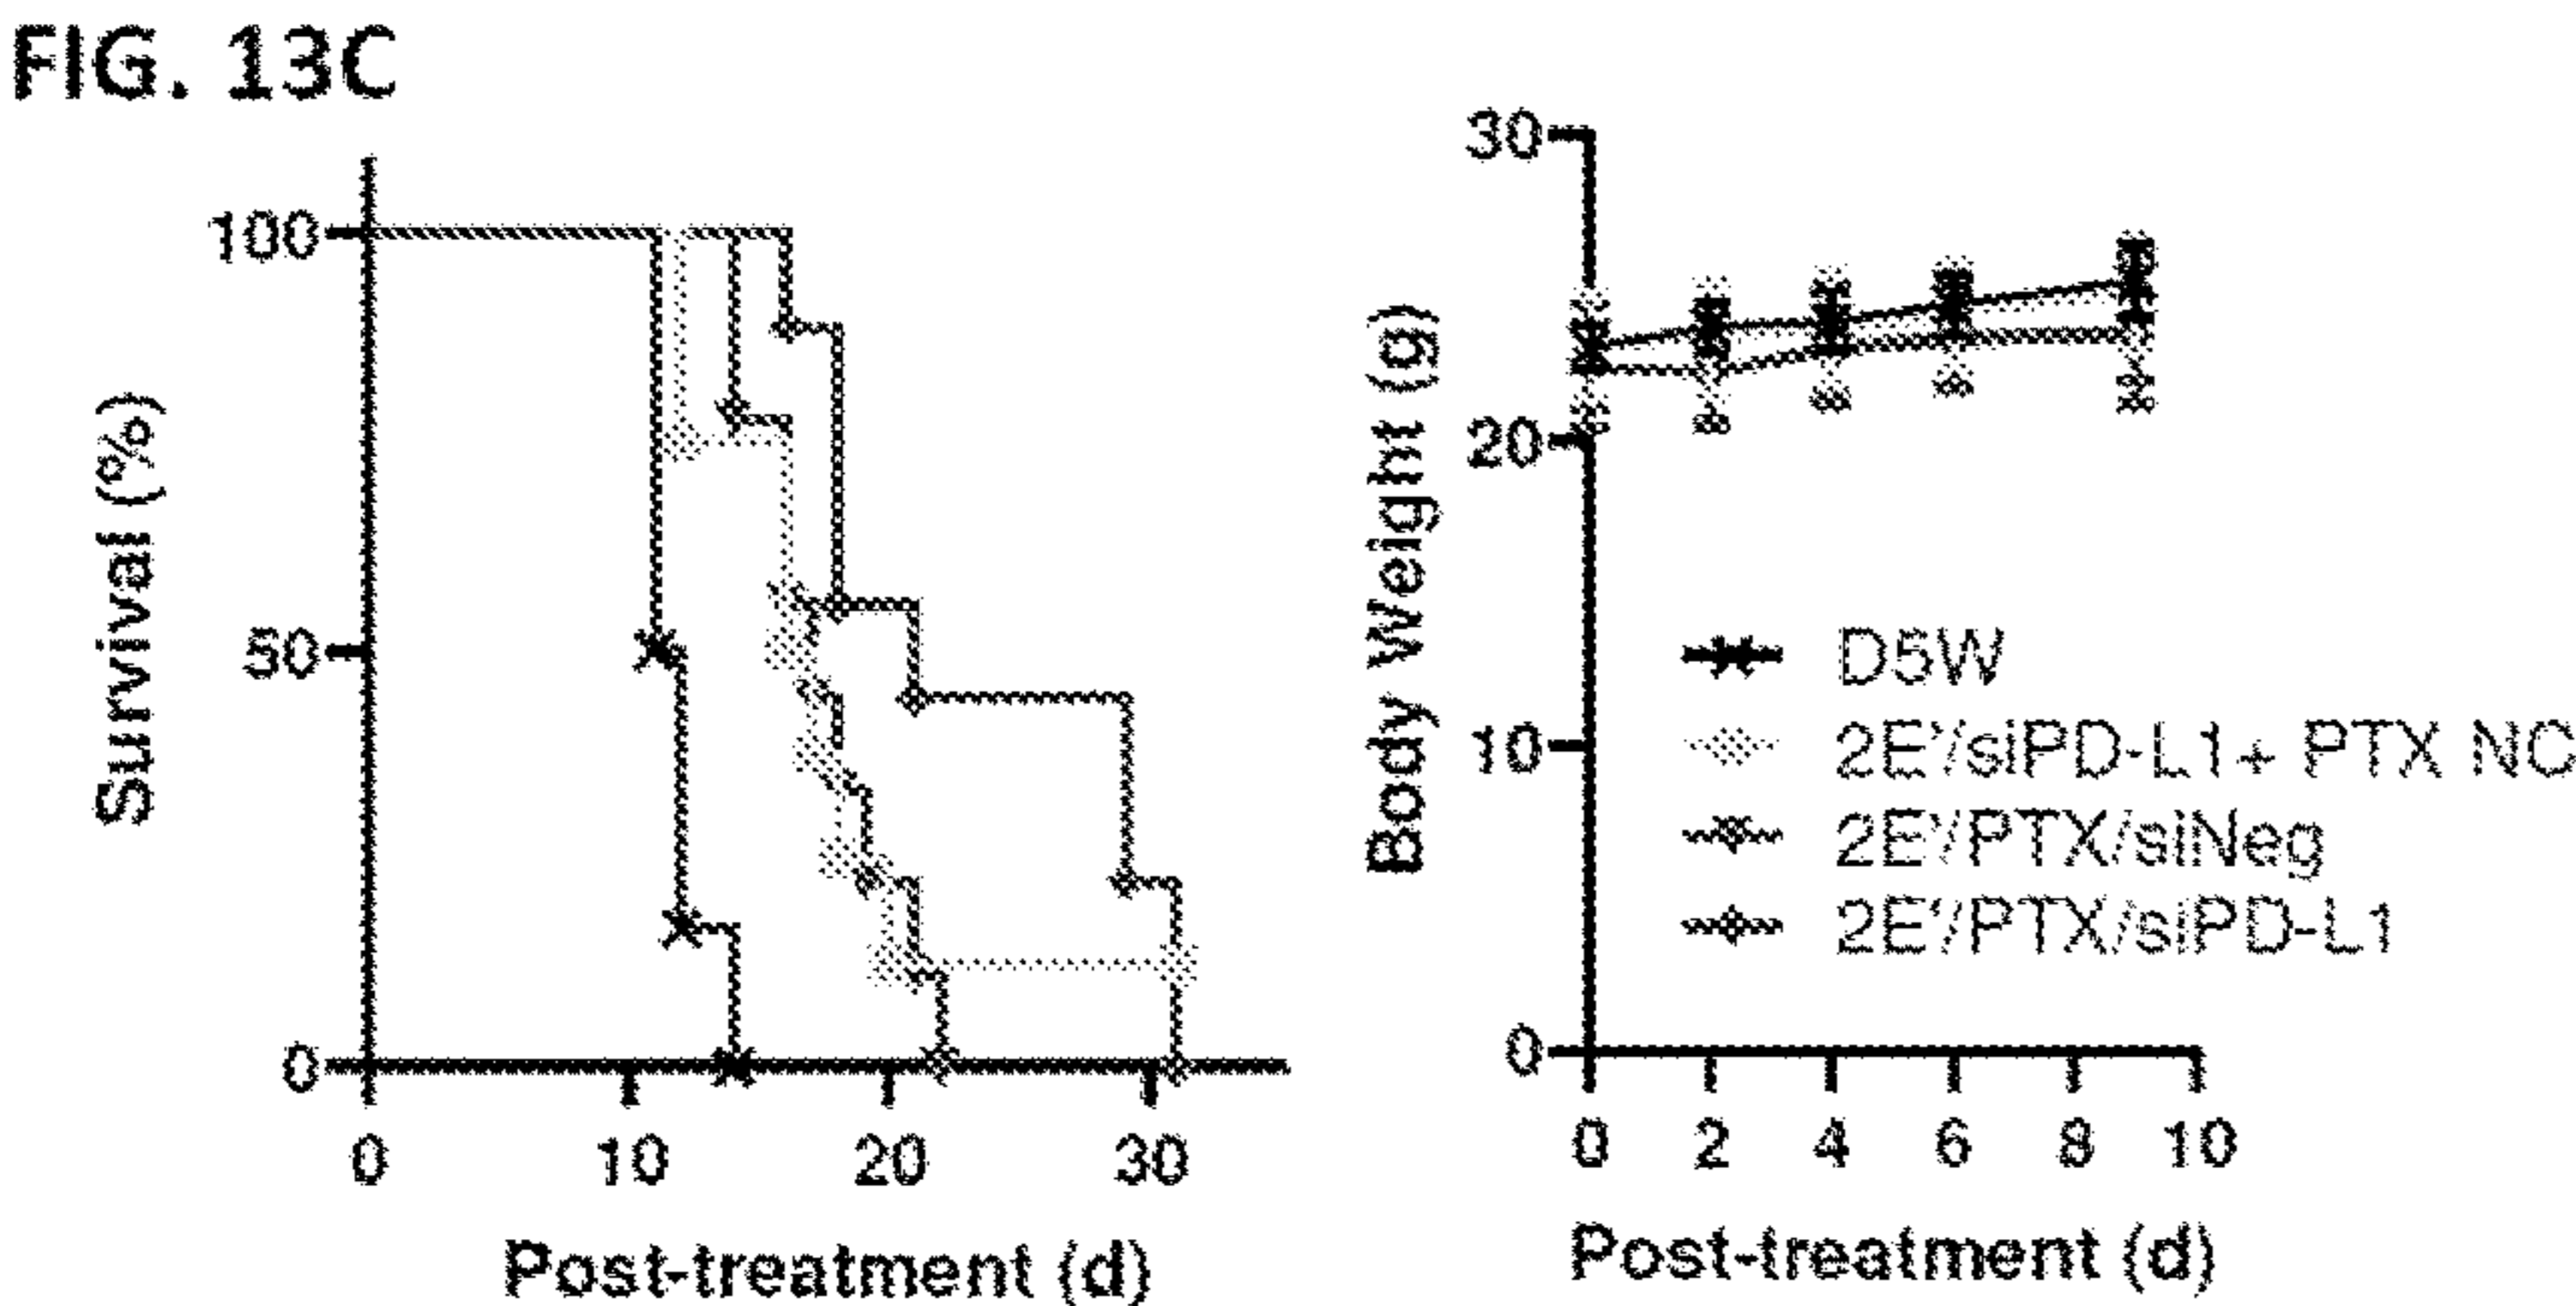 FIG. 13C
Survival (%)
100
50
0
0 10 20 30
Post-treatment (d)
Body Weight (g)
30
20
10
0
D5W
2E'/siPD-L1+ PTX NC
2E'/PTX/siNeg
2E'/PTX/siPD-L1
0 2 4 6 8 10
Post-treatment (d)